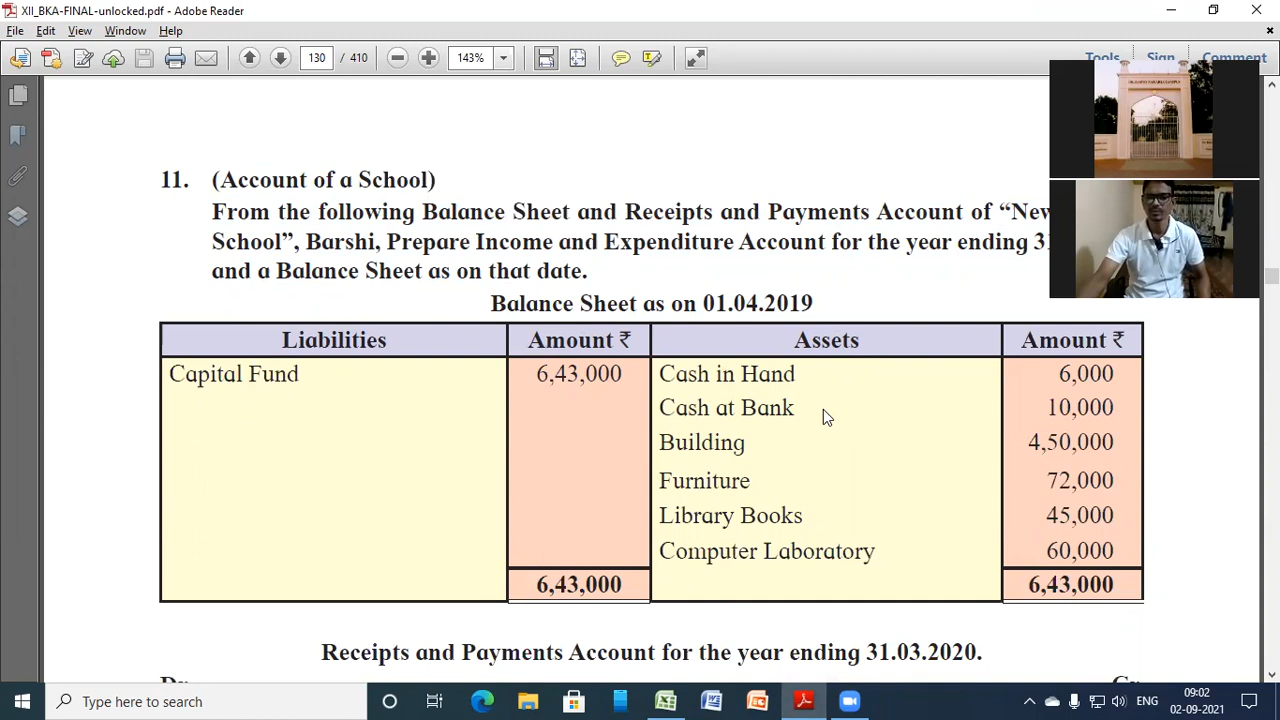 XII_BKA-FINAL-unlocked.pdf - Adobe Reader
File Edit View Window Help
130 / 410 143% Tools Sign Comment
11. (Account of a School)
From the following Balance Sheet and Receipts and Payments Account of “New
School”, Barshi, Prepare Income and Expenditure Account for the year ending 31
and a Balance Sheet as on that date.
Balance Sheet as on 01.04.2019
Liabilities Amount ₹ Assets Amount ₹
Capital Fund 6,43,000 Cash in Hand 6,000
Cash at Bank 10,000
Building 4,50,000
Furniture 72,000
Library Books 45,000
Computer Laboratory 60,000
6,43,000 6,43,000
Receipts and Payments Account for the year ending 31.03.2020.
Dr. Cr.
Type here to search
ENG
09:02
02-09-2021